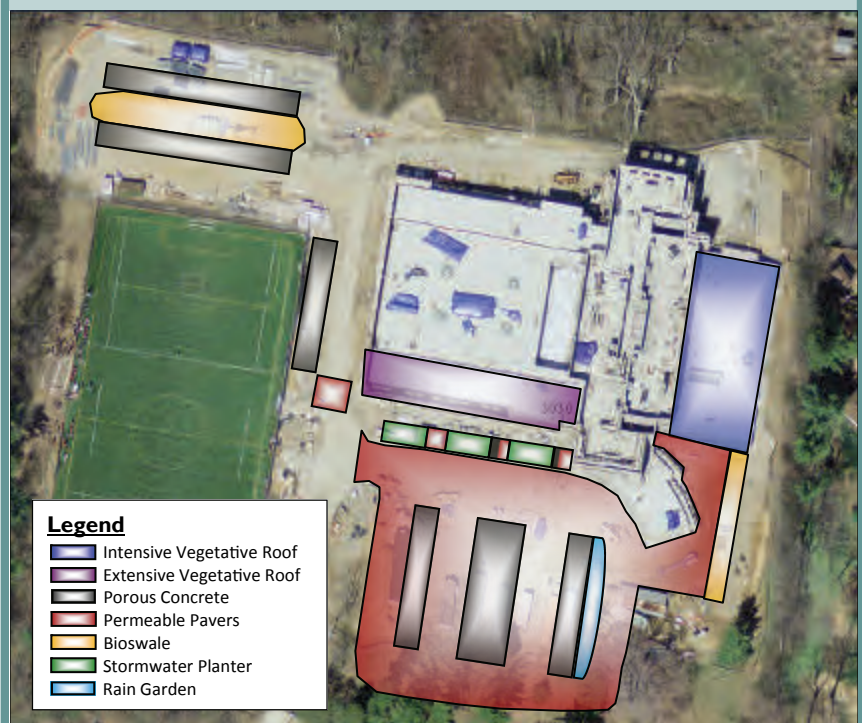 Legend
Intensive Vegetative Roof
Extensive Vegetative Roof
Porous Concrete
Permeable Pavers
Bioswale
Stormwater Planter
Rain Garden